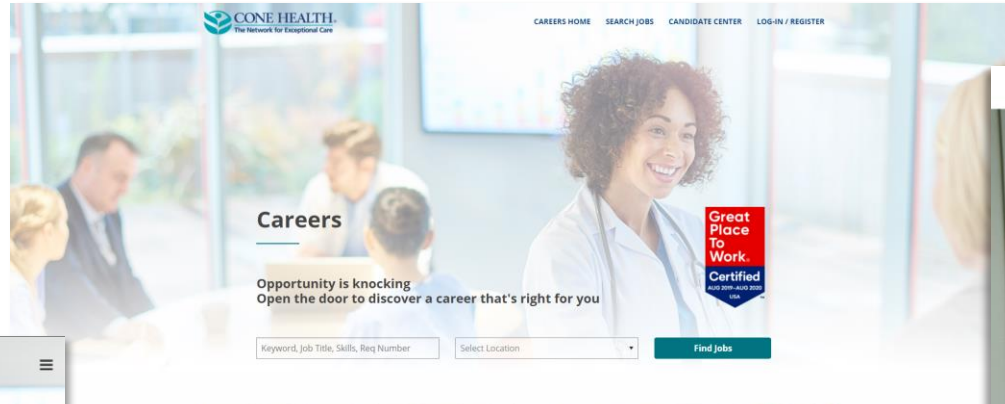 CONE HEALTH.
The Network for Exceptional Care
CAREERS HOME SEARCH JOBS CANDIDATE CENTER LOG-IN / REGISTER
Careers
Great
Place
To
Work.
Certified
AUG 2019–AUG 2020
USA
Opportunity is knocking
Open the door to discover a career that's right for you
Keyword, Job Title, Skills, Req Number
Select Location
Find Jobs